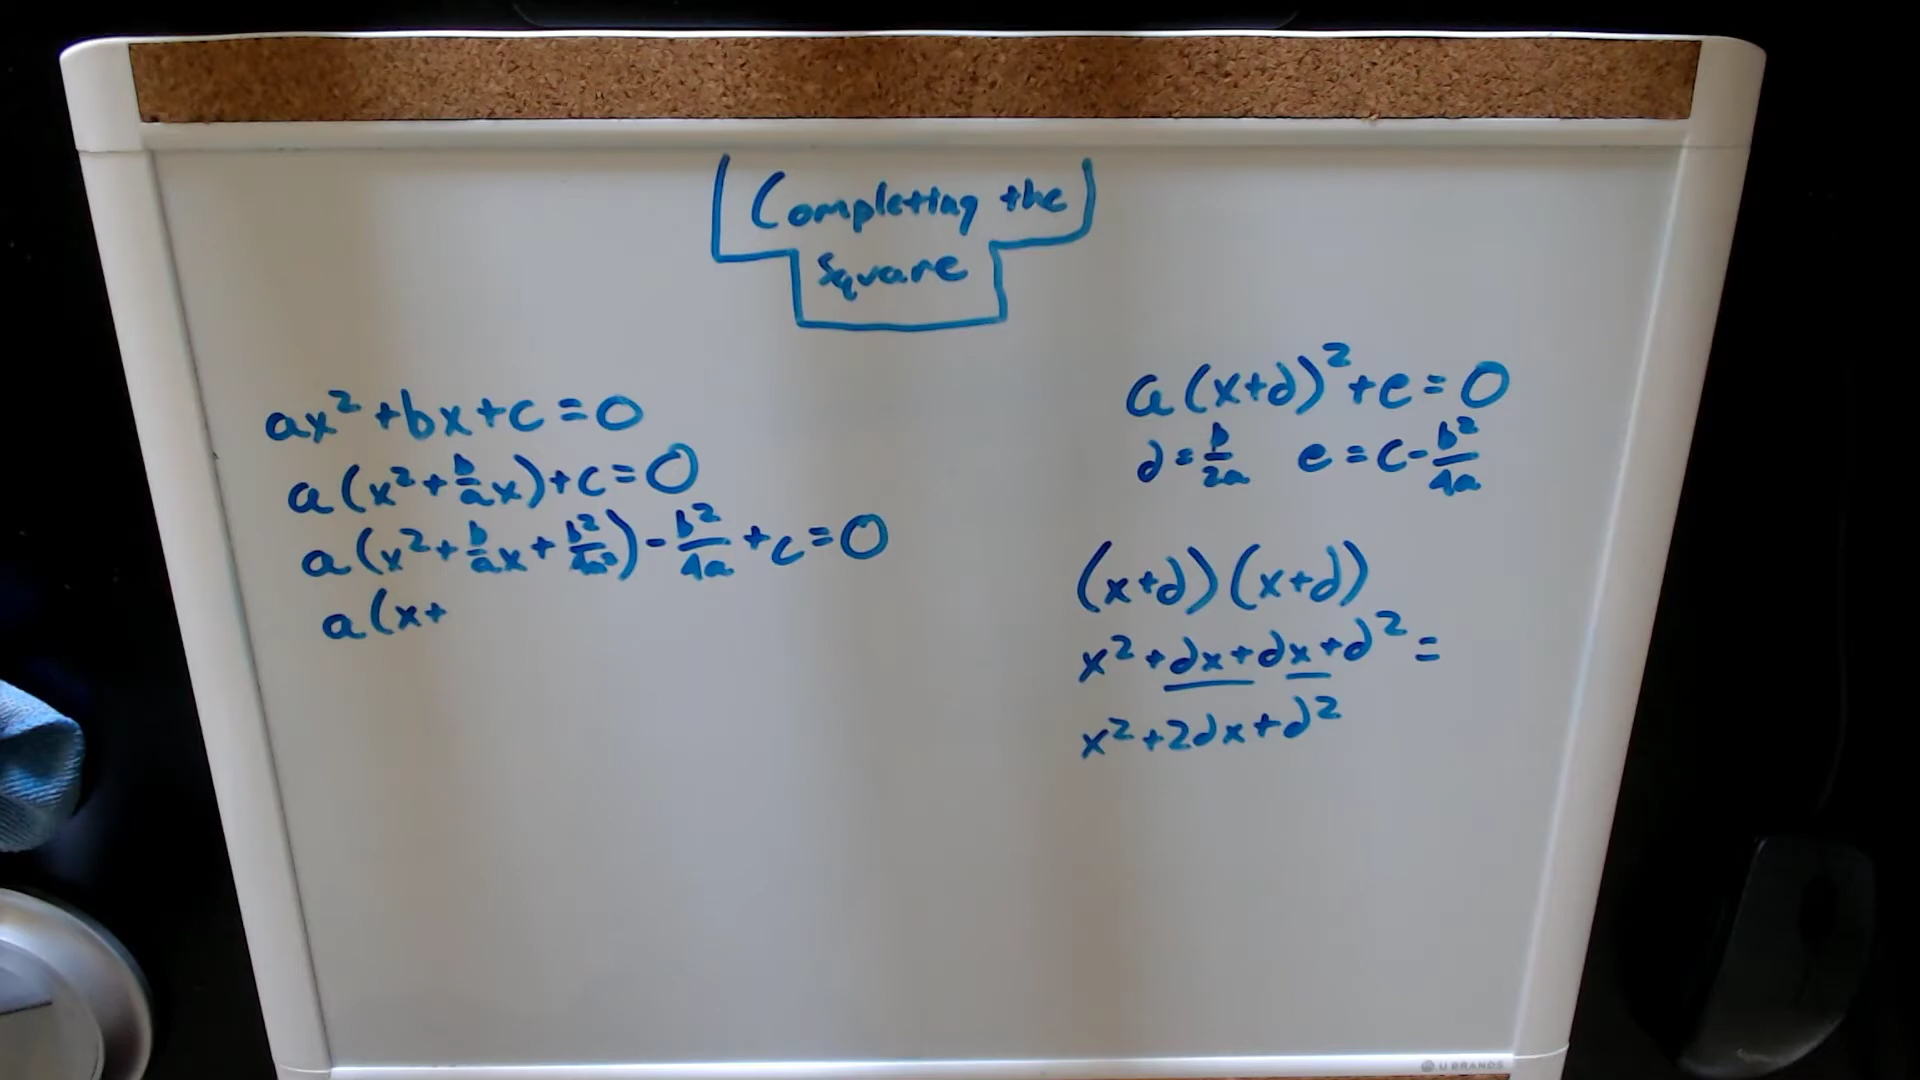 Completing the
Square
ax² + bx + c = 0
a(x² + b/a x) + c = 0
a(x² + b/a x + b²/4a²) - b²/4a + c = 0
a(x+
a(x+d)² + e = 0
d = b/2a e = c - b²/4a
(x+d)(x+d)
x² + dx + dx + d² =
x² + 2dx + d²
U BRANDS